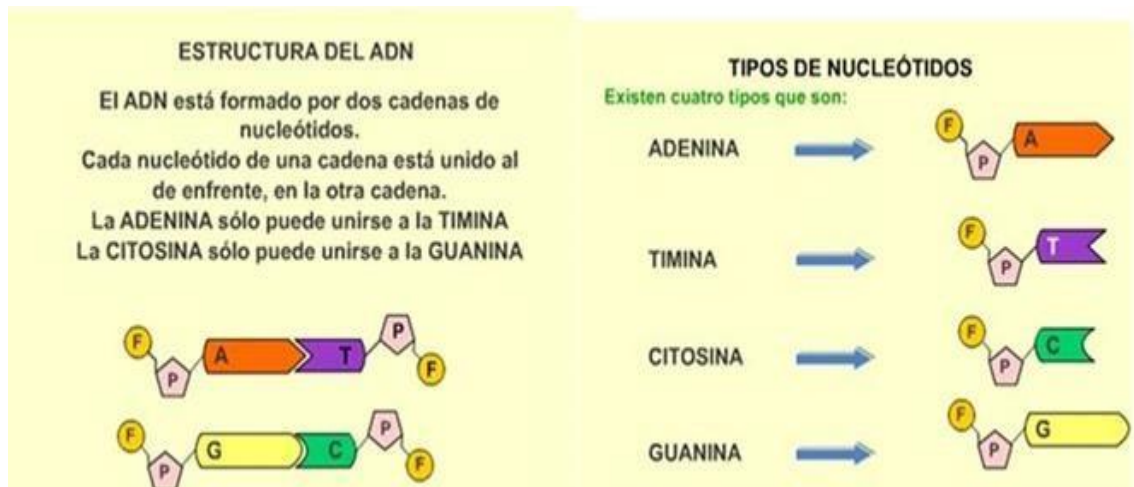 ESTRUCTURA DEL ADN
El ADN está formado por dos cadenas de
nucleótidos.
Cada nucleótido de una cadena está unido al
de enfrente, en la otra cadena.
La ADENINA sólo puede unirse a la TIMINA
La CITOSINA sólo puede unirse a la GUANINA
F P A T P F
F P G C P F
TIPOS DE NUCLEÓTIDOS
Existen cuatro tipos que son:
ADENINA F P A
TIMINA F P T
CITOSINA F P C
GUANINA F P G